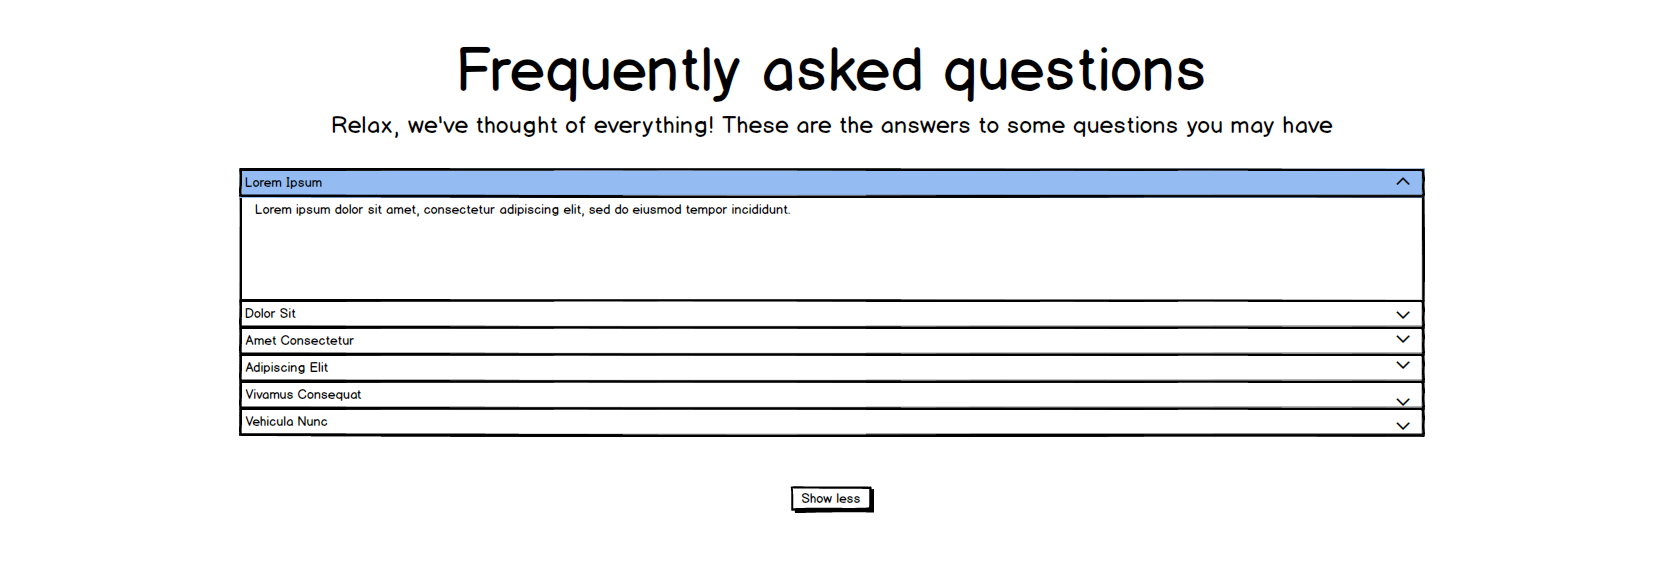 Frequently asked questions
Relax, we've thought of everything! These are the answers to some questions you may have
Lorem Ipsum
Lorem ipsum dolor sit amet, consectetur adipiscing elit, sed do eiusmod tempor incididunt.
Dolor Sit
Amet Consectetur
Adipiscing Elit
Vivamus Consequat
Vehicula Nunc
Show less